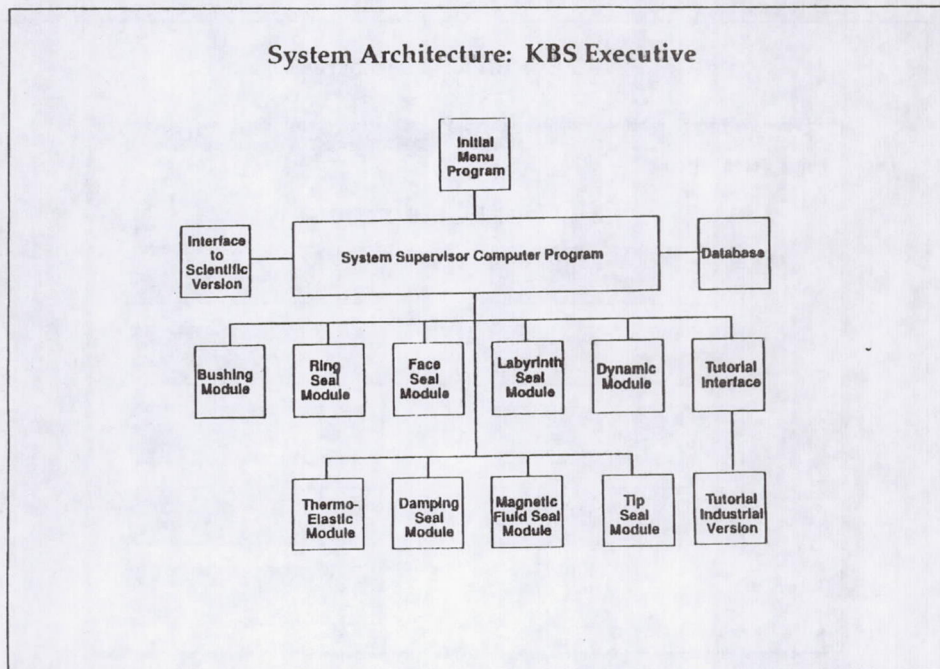 System Architecture: KBS Executive
Initial
Menu
Program
Interface
to
Scientific
Version
System Supervisor Computer Program
Database
Bushing
Module
Ring
Seal
Module
Face
Seal
Module
Labyrinth
Seal
Module
Dynamic
Module
Tutorial
Interface
Thermo-
Elastic
Module
Damping
Seal
Module
Magnetic
Fluid Seal
Module
Tip
Seal
Module
Tutorial
Industrial
Version